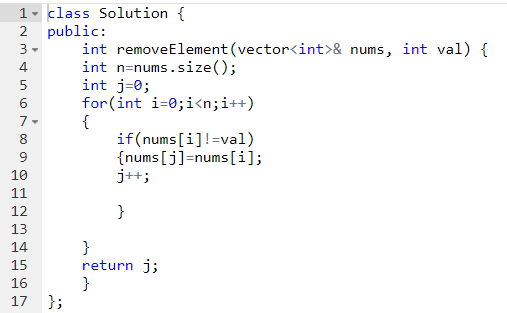 1 class Solution {
2 public:
3     int removeElement(vector<int>& nums, int val) {
4     int n=nums.size();
5     int j=0;
6     for(int i=0;i<n;i++)
7     {
8         if(nums[i]!=val)
9         {nums[j]=nums[i];
10         j++;
11
12         }
13
14     }
15     return j;
16     }
17 };